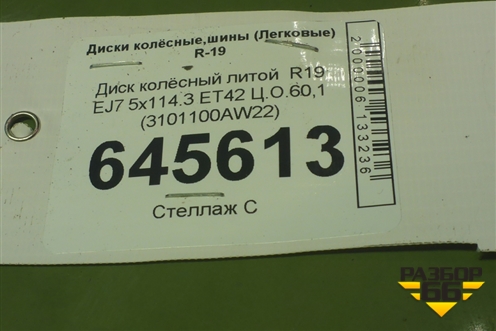 Диски колёсные,шины (Легковые)
R-19
Диск колёсный литой R19
EJ7 5x114.3 ET42 Ц.О.60,1
(3101100AW22)
645613
Стеллаж С
2000006133236
РАЗБОР
66